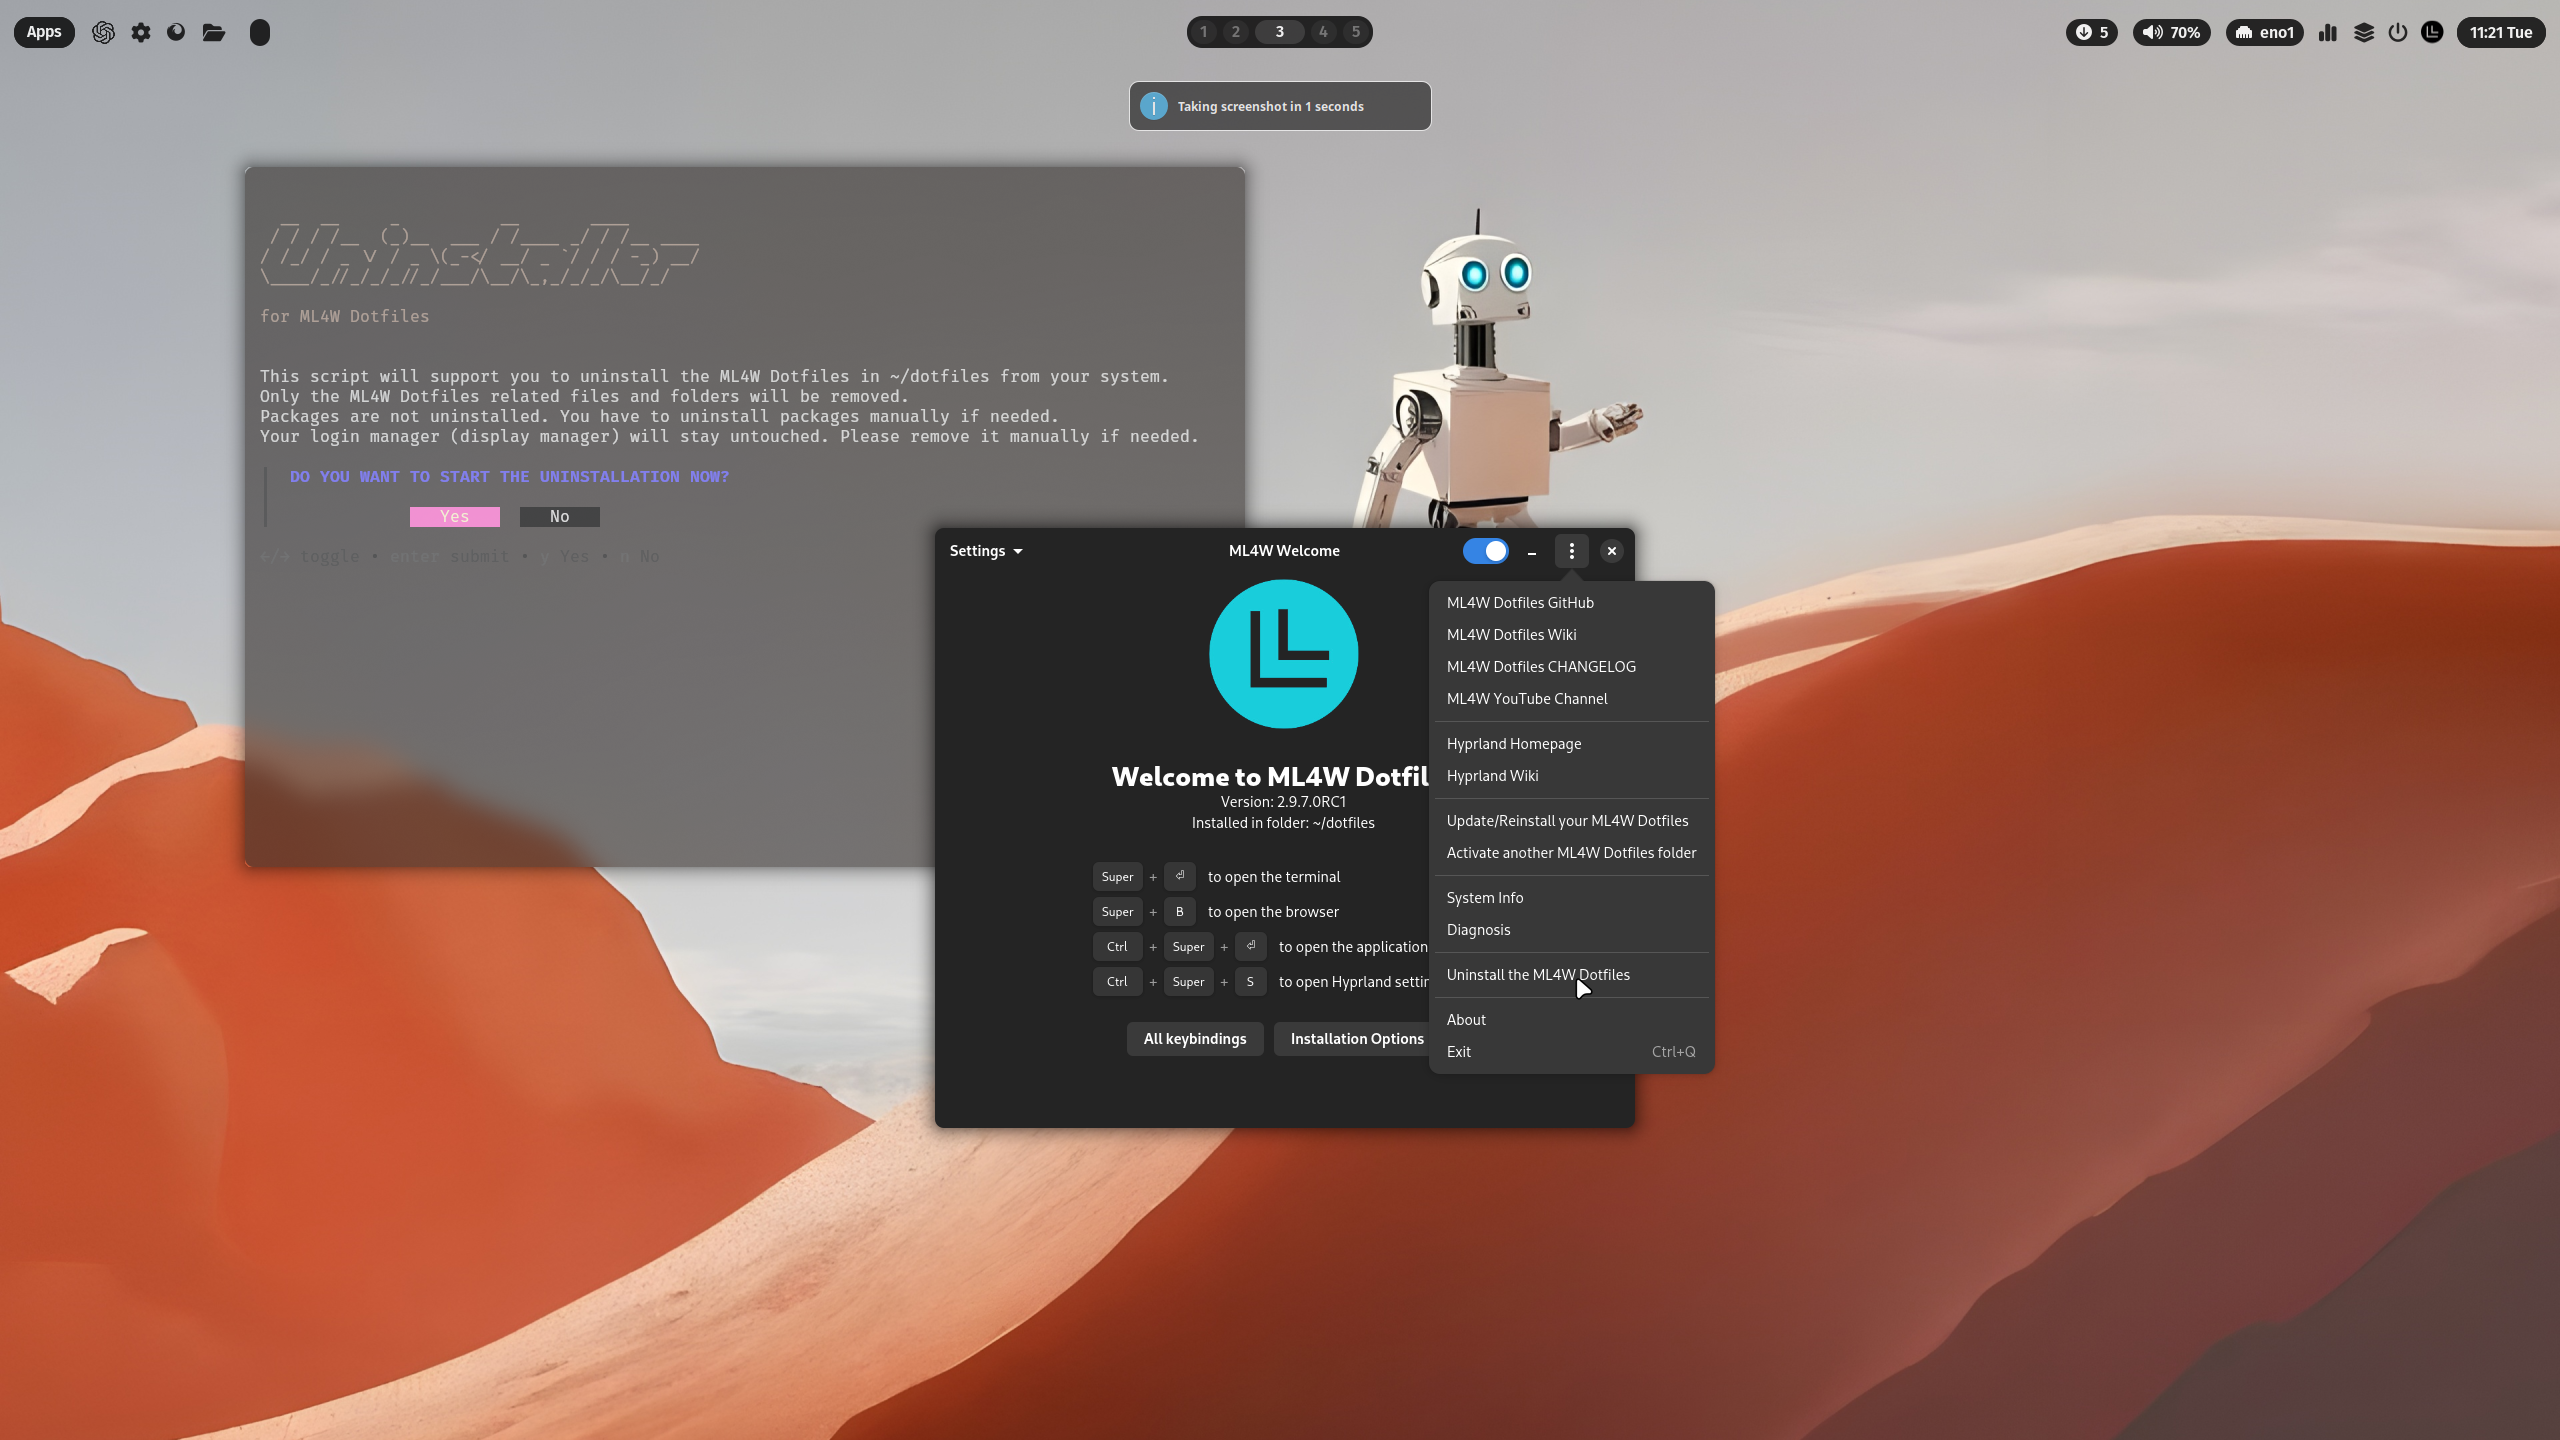 Apps
1 2 3 4 5
5
70%
eno1
11:21 Tue
Taking screenshot in 1 seconds
Uninstaller
for ML4W Dotfiles
This script will support you to uninstall the ML4W Dotfiles in ~/dotfiles from your system.
Only the ML4W Dotfiles related files and folders will be removed.
Packages are not uninstalled. You have to uninstall packages manually if needed.
Your login manager (display manager) will stay untouched. Please remove it manually if needed.
DO YOU WANT TO START THE UNINSTALLATION NOW?
Yes No
←/→ toggle • enter submit • y Yes • n No
Settings
ML4W Welcome
Welcome to ML4W Dotfil
Version: 2.9.7.0RC1
Installed in folder: ~/dotfiles
Super + ⏎ to open the terminal
Super + B to open the browser
Ctrl + Super + ⏎ to open the application
Ctrl + Super + S to open Hyprland settin
All keybindings
Installation Options
ML4W Dotfiles GitHub
ML4W Dotfiles Wiki
ML4W Dotfiles CHANGELOG
ML4W YouTube Channel
Hyprland Homepage
Hyprland Wiki
Update/Reinstall your ML4W Dotfiles
Activate another ML4W Dotfiles folder
System Info
Diagnosis
Uninstall the ML4W Dotfiles
About
Exit Ctrl+Q